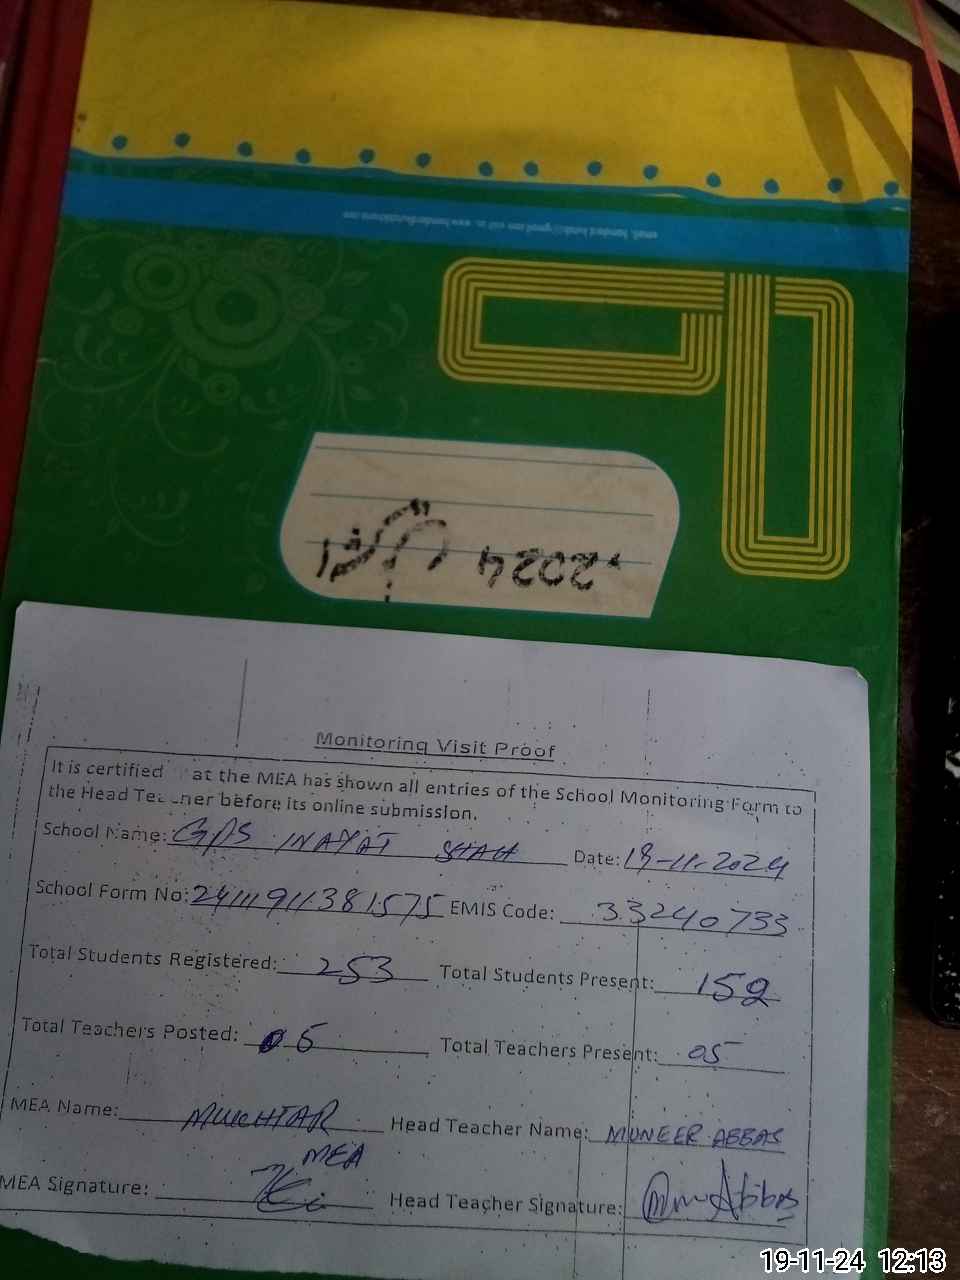 2024
Monitoring Visit Proof
It is certified at the MEA has shown all entries of the School Monitoring Form to
the Head Teacher before its online submission.
School Name: GPS INAYAT SHAH Date: 19-11-2024
School Form No: 24111911381575 EMIS Code: 33240733
Total Students Registered: 253 Total Students Present: 152
Total Teachers Posted: 06 Total Teachers Present: 05
MEA Name: MUKHTAR Head Teacher Name: MUNEER ABBAS
MEA
MEA Signature: Head Teacher Signature:
19-11-24 12:13